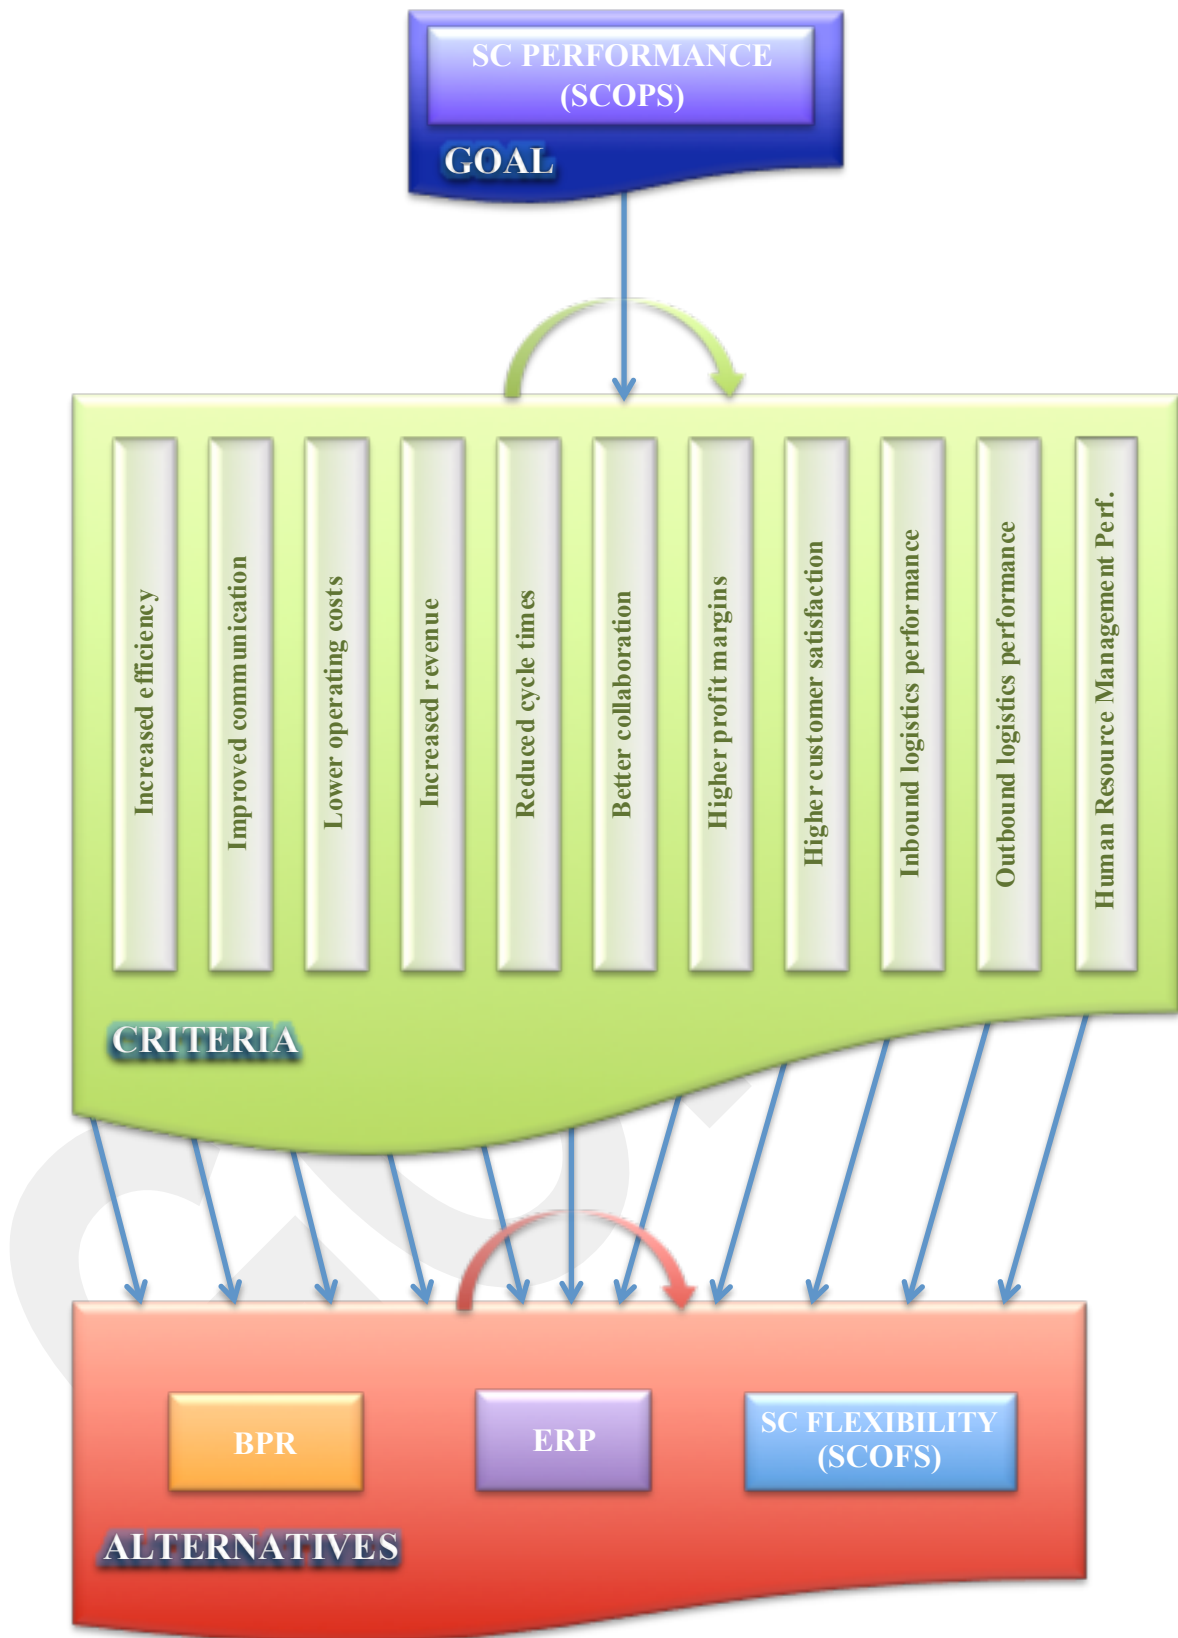 SC PERFORMANCE
(SCOPS)
GOAL
Increased efficiency
Improved communication
Lower operating costs
Increased revenue
Reduced cycle times
Better collaboration
Higher profit margins
Higher customer satisfaction
Inbound logistics performance
Outbound logistics performance
Human Resource Management Perf.
CRITERIA
BPR
ERP
SC FLEXIBILITY
(SCOFS)
ALTERNATIVES